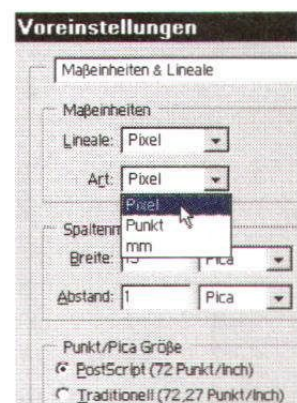 Voreinstellungen
Maßeinheiten & Lineale
Maßeinheiten
Lineale: Pixel
Art: Pixel
Pixel
Punkt
mm
Breite: Pica
Abstand: 1 Pica
Punkt/Pica Größe
PostScript (72 Punkt/Inch)
Traditionell (72,27 Punkt/Inch)